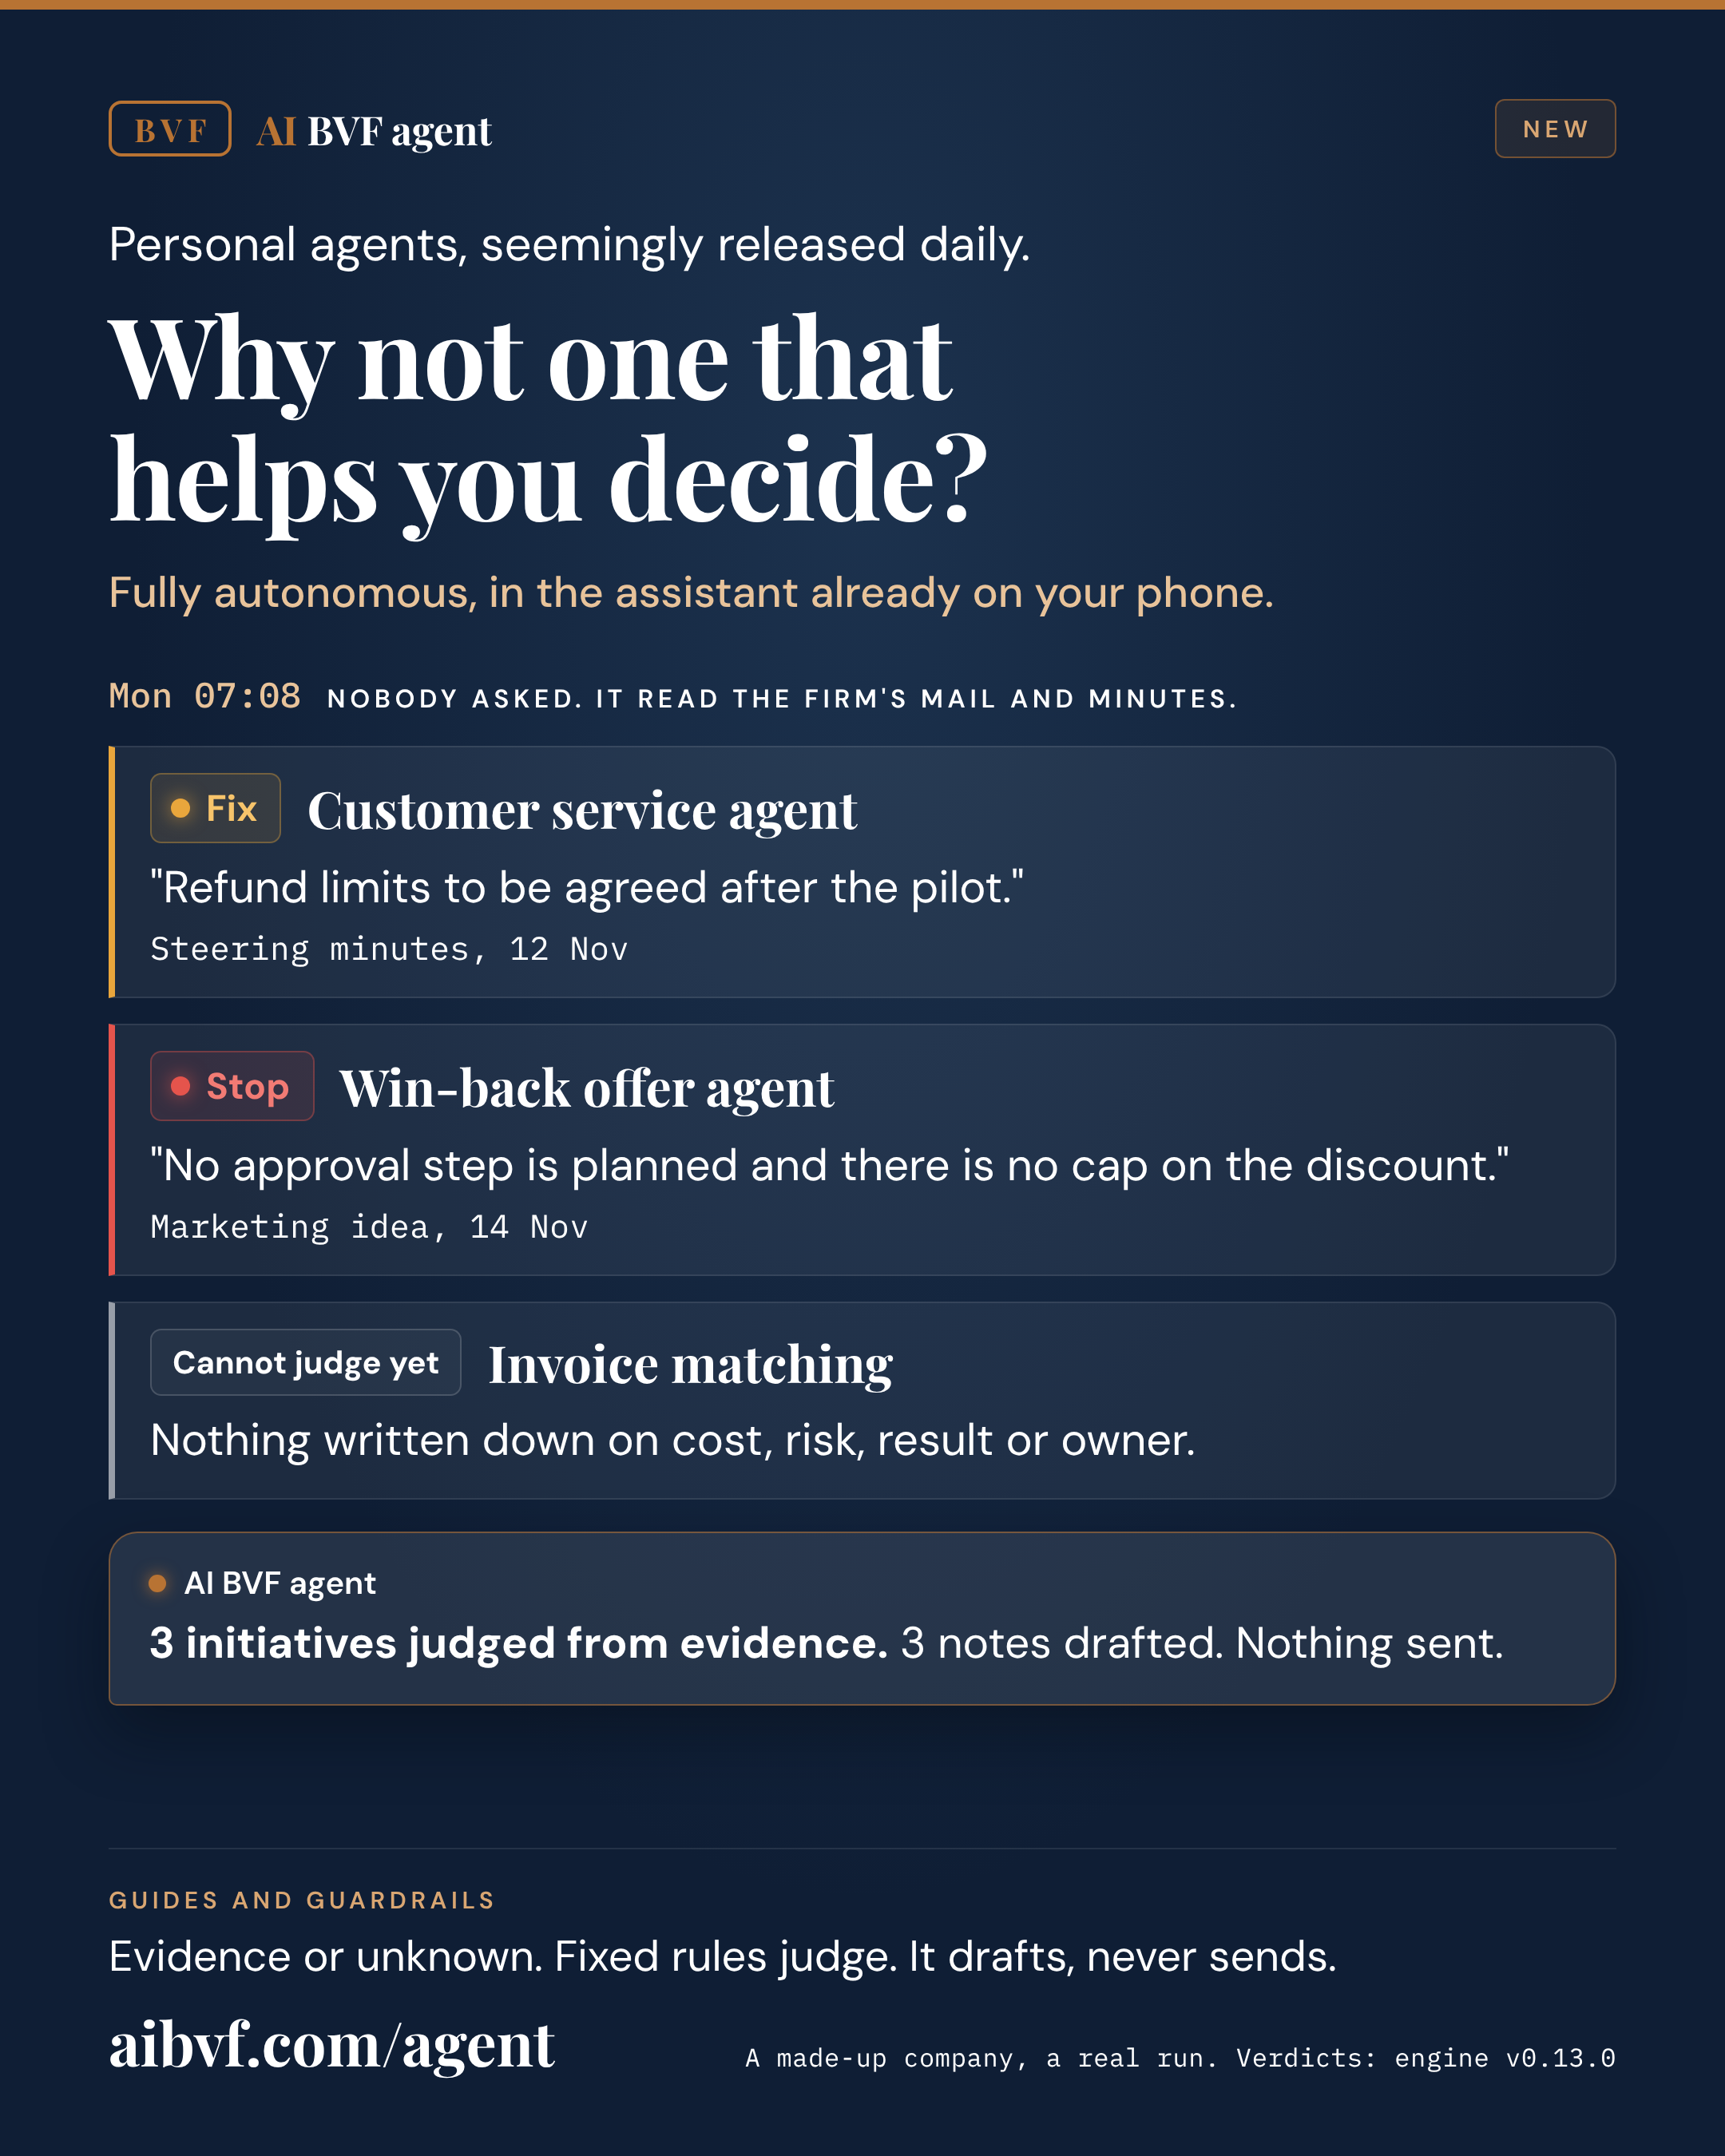 BVF AI BVF agent NEW
Personal agents, seemingly released daily.
Why not one that
helps you decide?
Fully autonomous, in the assistant already on your phone.
Mon 07:08 NOBODY ASKED. IT READ THE FIRM'S MAIL AND MINUTES.
Fix Customer service agent
"Refund limits to be agreed after the pilot."
Steering minutes, 12 Nov
Stop Win-back offer agent
"No approval step is planned and there is no cap on the discount."
Marketing idea, 14 Nov
Cannot judge yet Invoice matching
Nothing written down on cost, risk, result or owner.
AI BVF agent
3 initiatives judged from evidence. 3 notes drafted. Nothing sent.
GUIDES AND GUARDRAILS
Evidence or unknown. Fixed rules judge. It drafts, never sends.
aibvf.com/agent A made-up company, a real run. Verdicts: engine v0.13.0